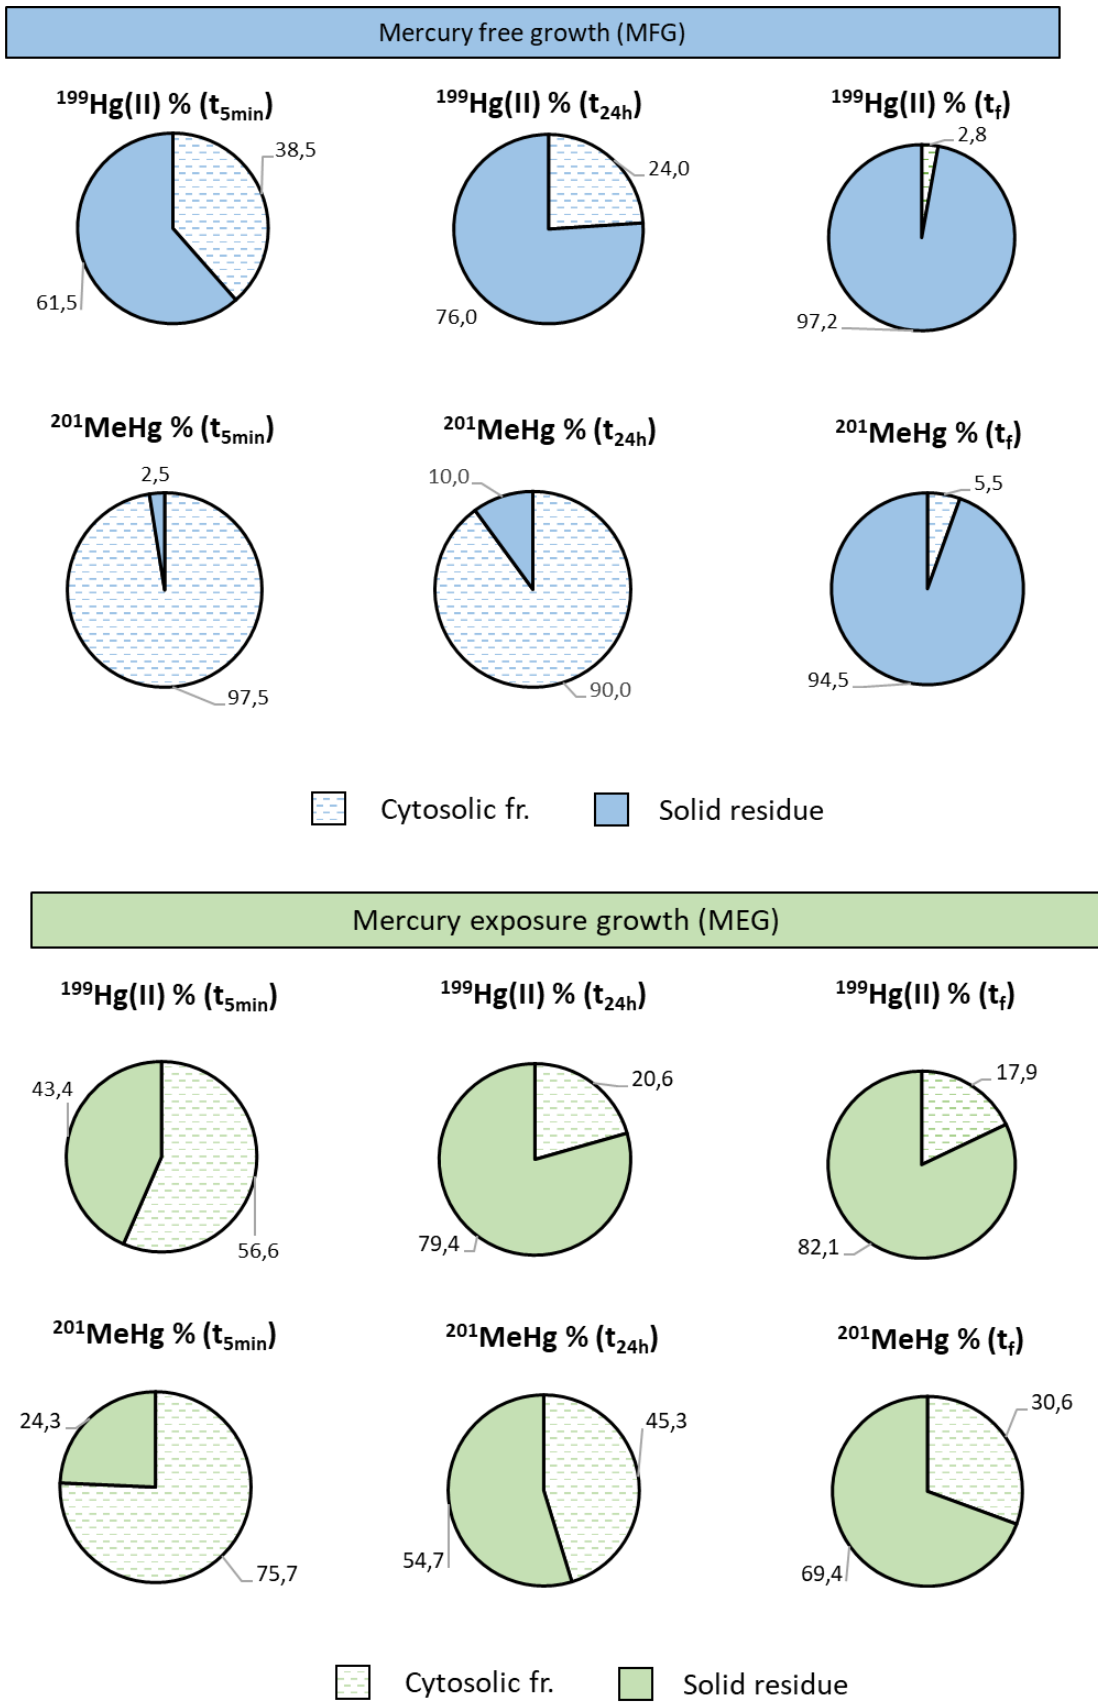 Mercury free growth (MFG)
¹⁹⁹Hg(II) % (t₅ₘᵢₙ)
¹⁹⁹Hg(II) % (t₂₄ₕ)
¹⁹⁹Hg(II) % (t_f)
38,5
61,5
24,0
76,0
2,8
97,2
²⁰¹MeHg % (t₅ₘᵢₙ)
²⁰¹MeHg % (t₂₄ₕ)
²⁰¹MeHg % (t_f)
2,5
97,5
10,0
90,0
5,5
94,5
Cytosolic fr.
Solid residue
Mercury exposure growth (MEG)
¹⁹⁹Hg(II) % (t₅ₘᵢₙ)
¹⁹⁹Hg(II) % (t₂₄ₕ)
¹⁹⁹Hg(II) % (t_f)
43,4
56,6
20,6
79,4
17,9
82,1
²⁰¹MeHg % (t₅ₘᵢₙ)
²⁰¹MeHg % (t₂₄ₕ)
²⁰¹MeHg % (t_f)
24,3
75,7
45,3
54,7
30,6
69,4
Cytosolic fr.
Solid residue